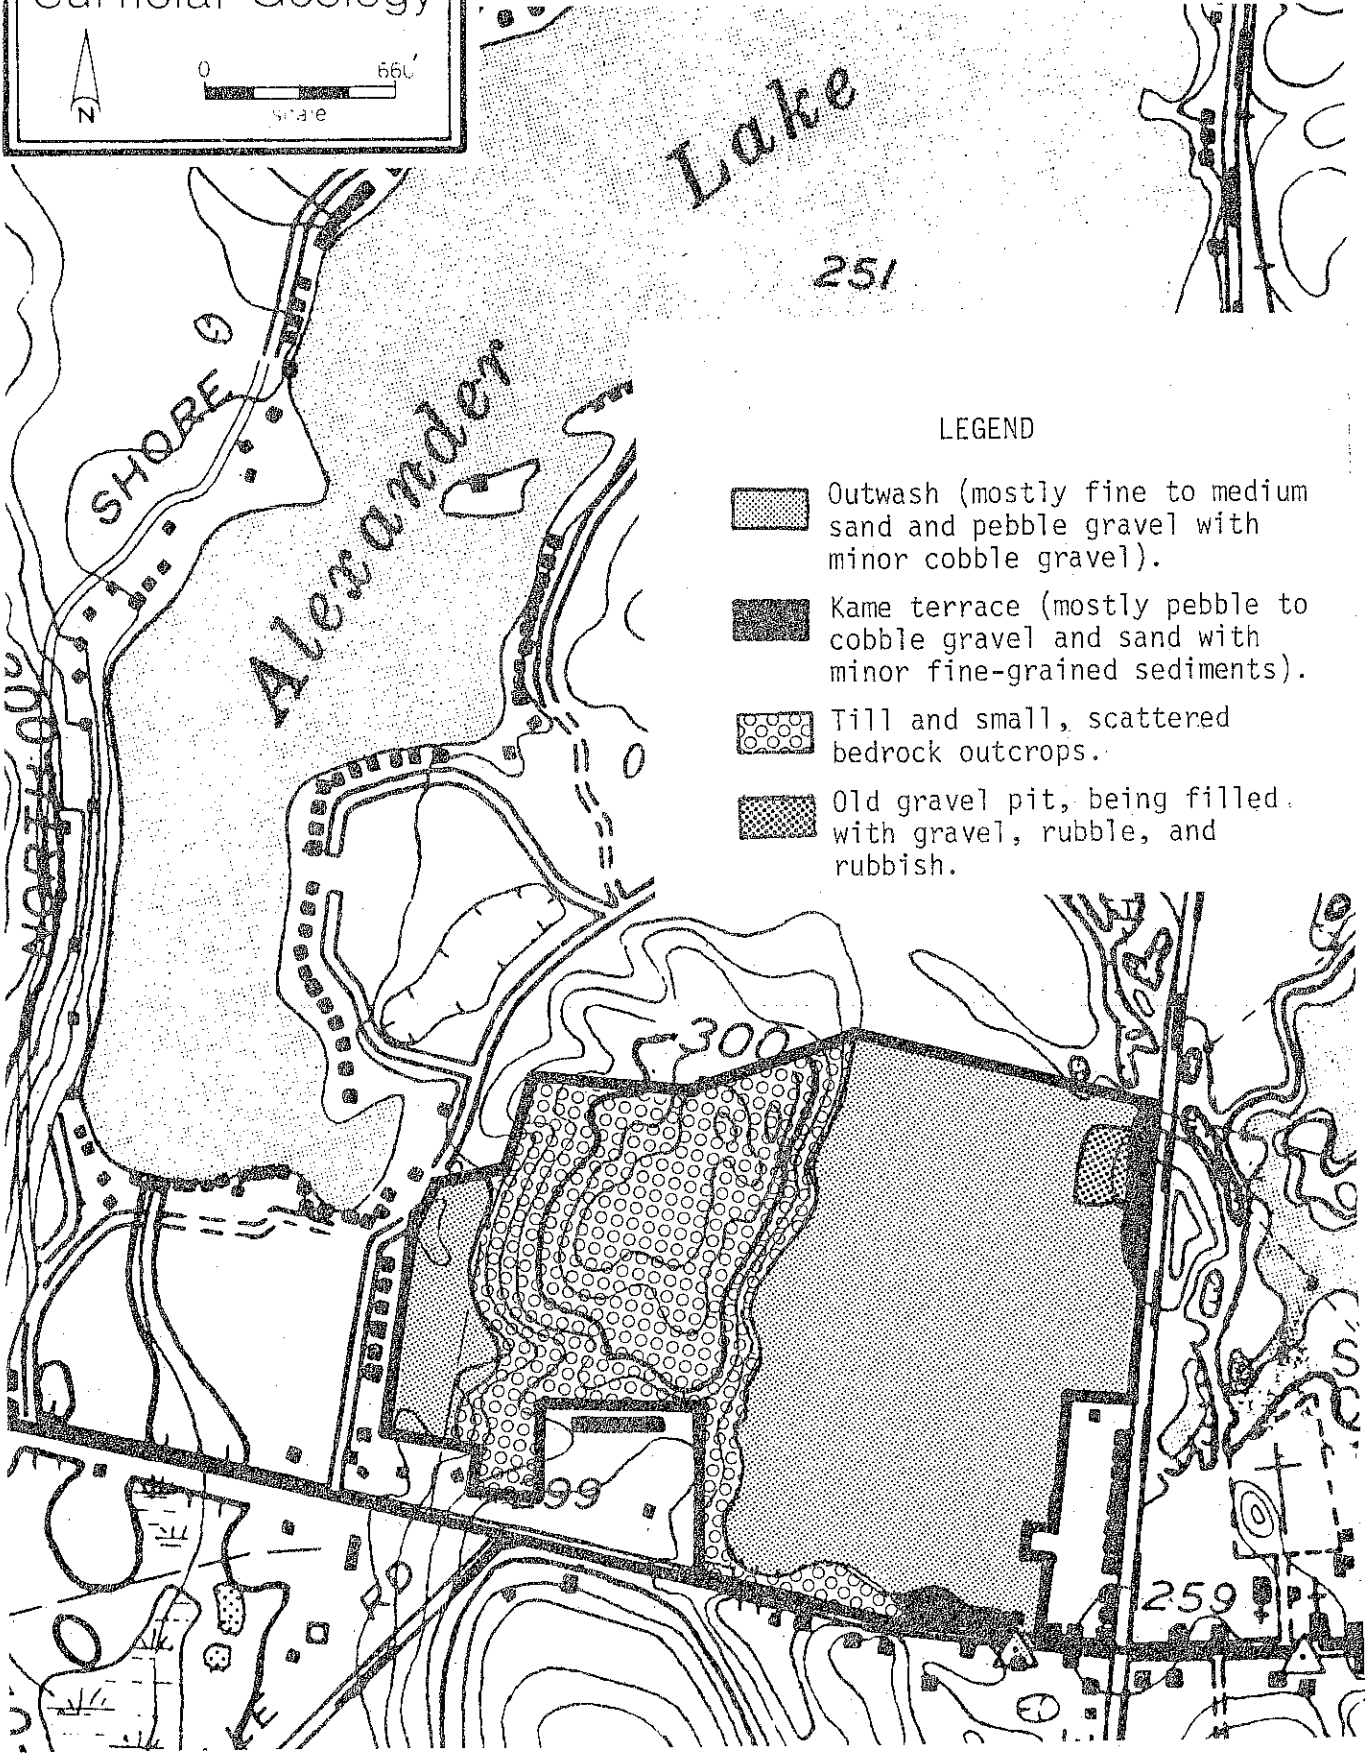 Surficial Geology
N
0 660'
scale
Lake
251
Alexander
SHORE
LEGEND
Outwash (mostly fine to medium
sand and pebble gravel with
minor cobble gravel).
Kame terrace (mostly pebble to
cobble gravel and sand with
minor fine-grained sediments).
Till and small, scattered
bedrock outcrops.
Old gravel pit, being filled
with gravel, rubble, and
rubbish.
NORTH
300
259